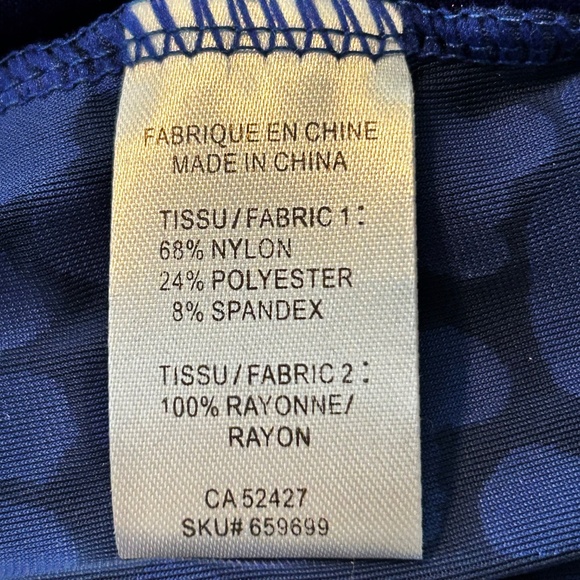 FABRIQUE EN CHINE
MADE IN CHINA
TISSU/FABRIC 1:
68% NYLON
24% POLYESTER
8% SPANDEX
TISSU/FABRIC 2:
100% RAYONNE/
RAYON
CA 52427
SKU# 659699